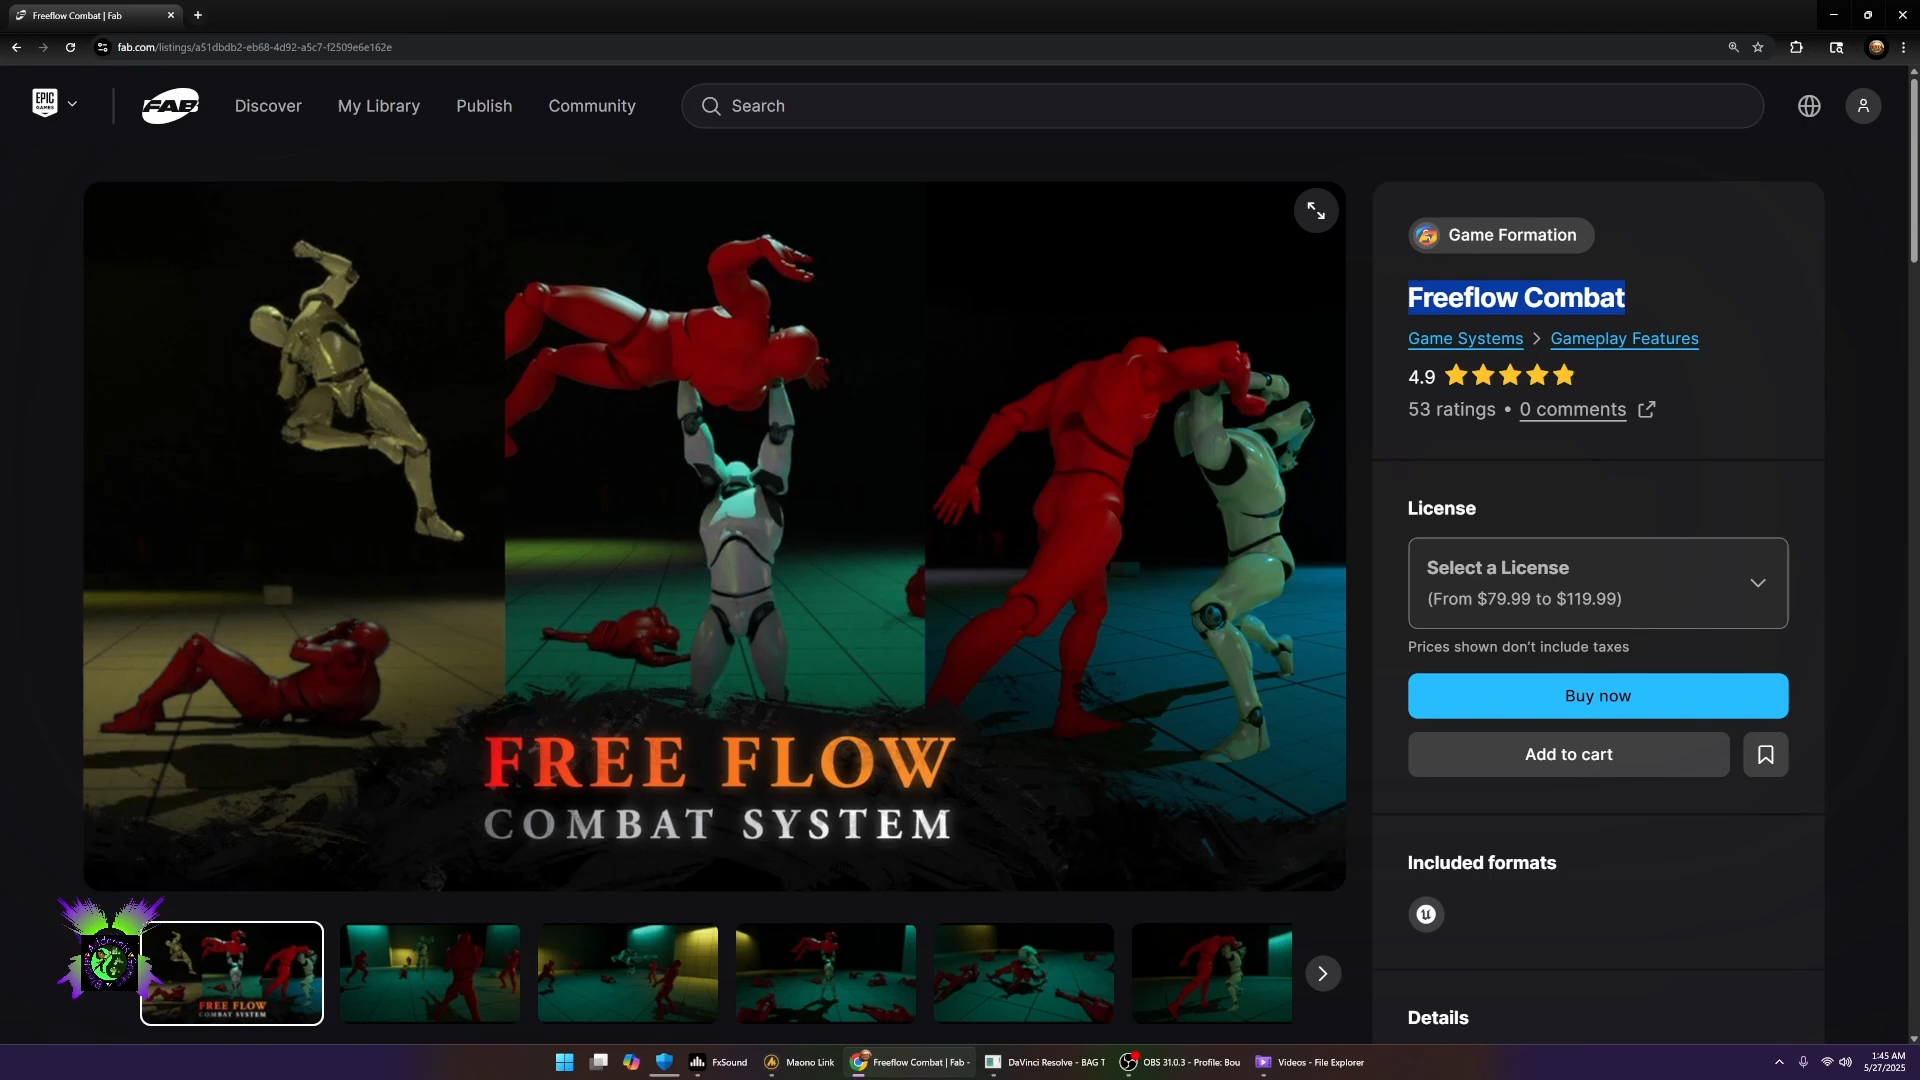 Freeflow Combat | Fab
fab.com/listings/a51dbdb2-eb68-4d92-a5c7-f2509e6e162e
EPIC
GAMES
FAB
Discover
My Library
Publish
Community
Search
Game Formation
Freeflow Combat
Game Systems
Gameplay Features
4.9
53 ratings • 0 comments
License
Select a License
(From $79.99 to $119.99)
Prices shown don't include taxes
Buy now
Add to cart
Included formats
Details
FREE FLOW
COMBAT SYSTEM
FREE FLOW
COMBAT SYSTEM
FxSound
Maono Link
Freeflow Combat | Fab -
DaVinci Resolve - BAG T
OBS 31.0.3 - Profile: Bou
Videos - File Explorer
1:45 AM
5/27/2025